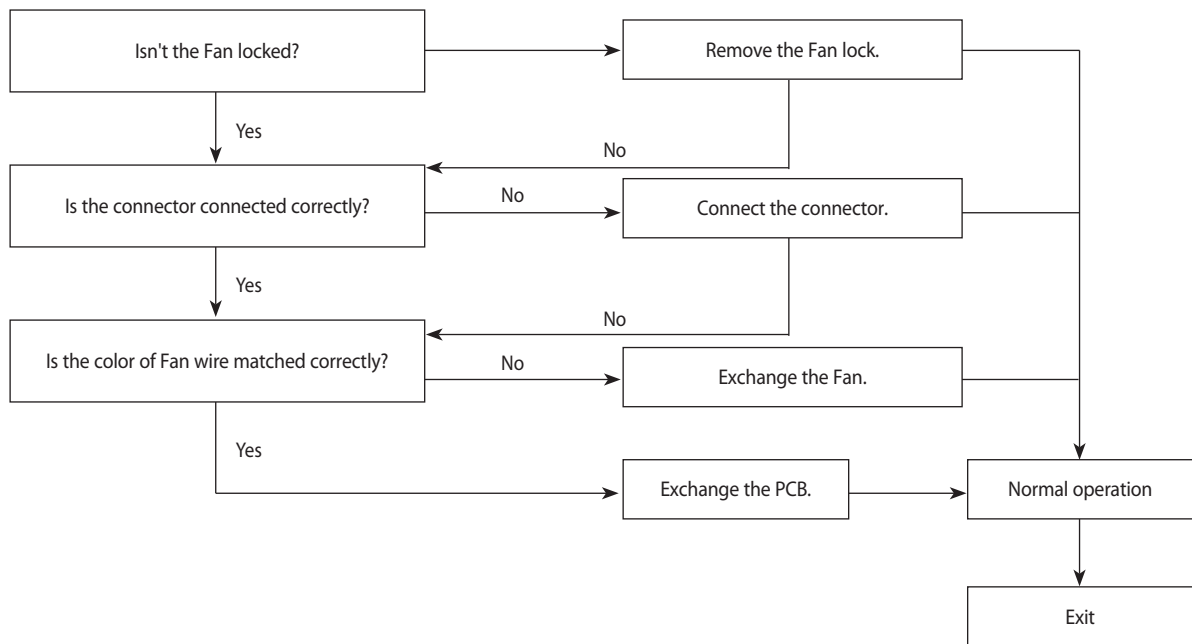 Isn't the Fan locked?
Remove the Fan lock.
Yes
No
Is the connector connected correctly?
No
Connect the connector.
Yes
No
Is the color of Fan wire matched correctly?
No
Exchange the Fan.
Yes
Exchange the PCB.
Normal operation
Exit